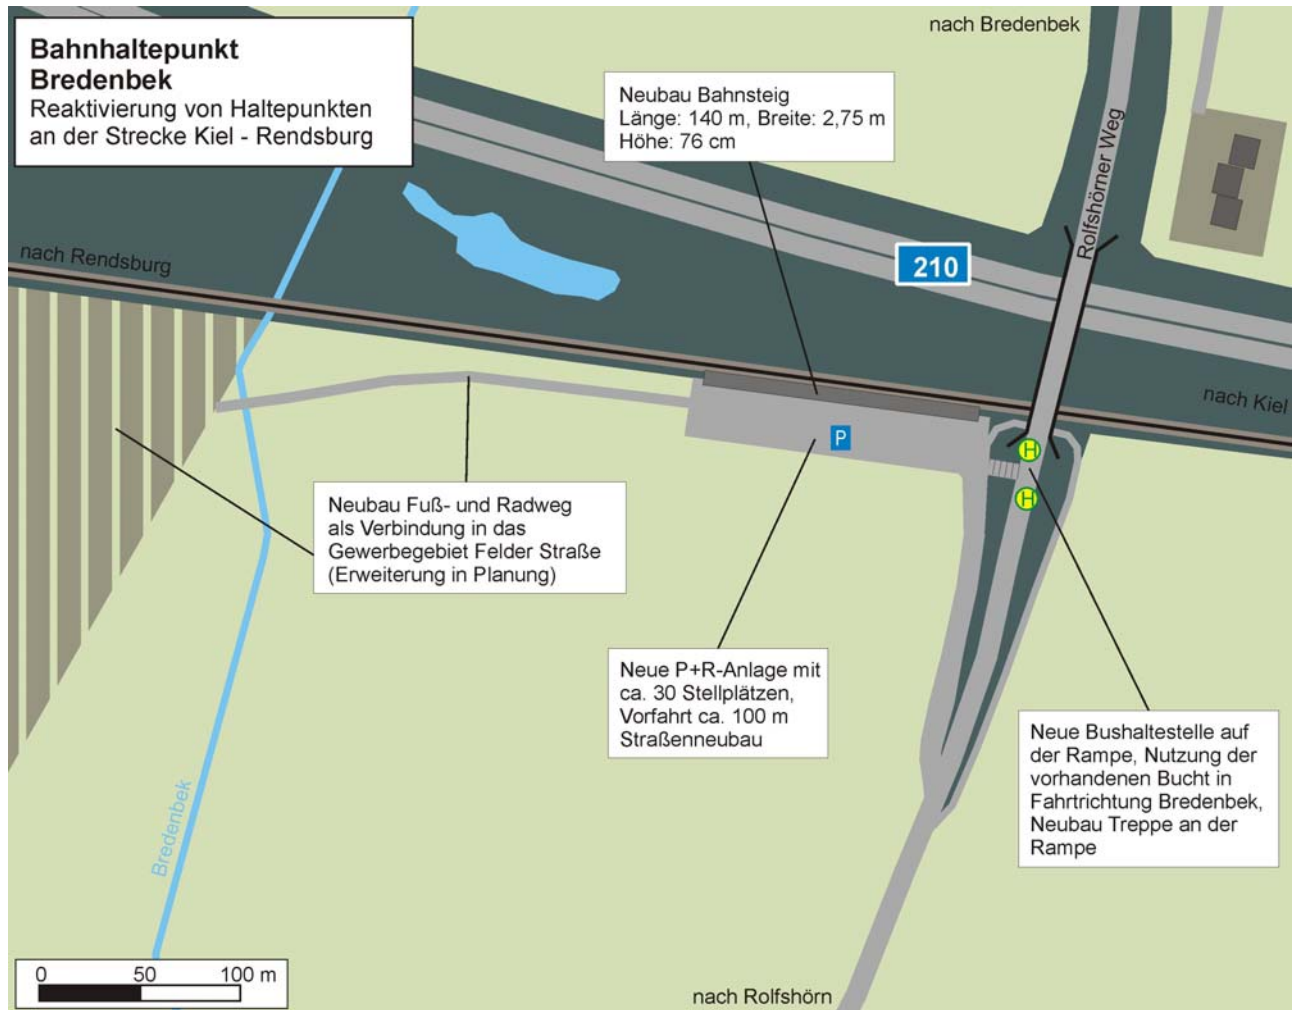 Bahnhaltepunkt
Bredenbek
Reaktivierung von Haltepunkten
an der Strecke Kiel - Rendsburg
nach Bredenbek
Neubau Bahnsteig
Länge: 140 m, Breite: 2,75 m
Höhe: 76 cm
Rolfshörner Weg
nach Rendsburg
210
nach Kiel
P
H
H
Neubau Fuß- und Radweg
als Verbindung in das
Gewerbegebiet Felder Straße
(Erweiterung in Planung)
Neue P+R-Anlage mit
ca. 30 Stellplätzen,
Vorfahrt ca. 100 m
Straßenneubau
Neue Bushaltestelle auf
der Rampe, Nutzung der
vorhandenen Bucht in
Fahrtrichtung Bredenbek,
Neubau Treppe an der
Rampe
Bredenbek
0 50 100 m
nach Rolfshörn